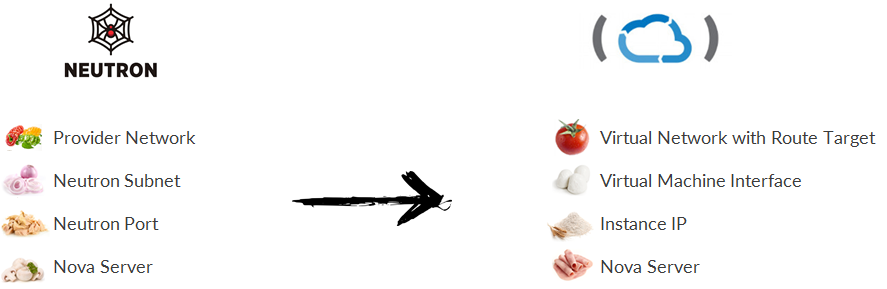 NEUTRON
Provider Network
Neutron Subnet
Neutron Port
Nova Server
Virtual Network with Route Target
Virtual Machine Interface
Instance IP
Nova Server